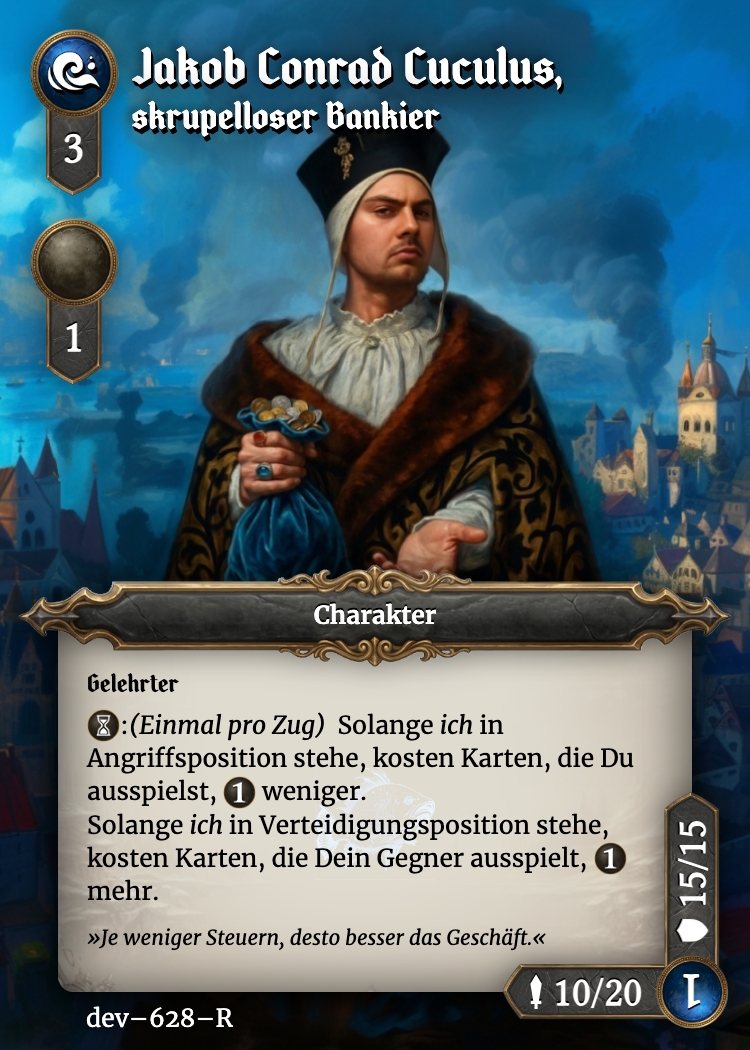 Jakob Conrad Cuculus,
skrupelloser Bankier
3
1
Charakter
Gelehrter
:(Einmal pro Zug) Solange ich in
Angriffsposition stehe, kosten Karten, die Du
ausspielst, 1 weniger.
Solange ich in Verteidigungsposition stehe,
kosten Karten, die Dein Gegner ausspielt, 1
mehr.
»Je weniger Steuern, desto besser das Geschäft.«
15/15
10/20
1
dev–628–R